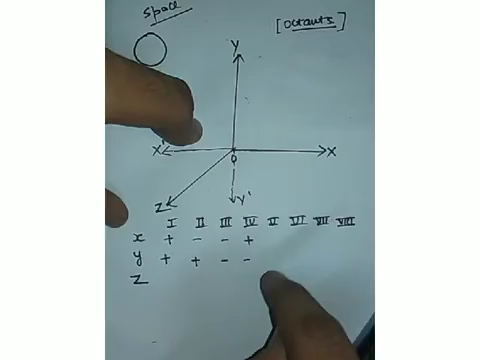 Space
[octants]
Y
X' X
O
Z Y'
I II III IV V VI VII VIII
x + - - +
y + + - -
Z